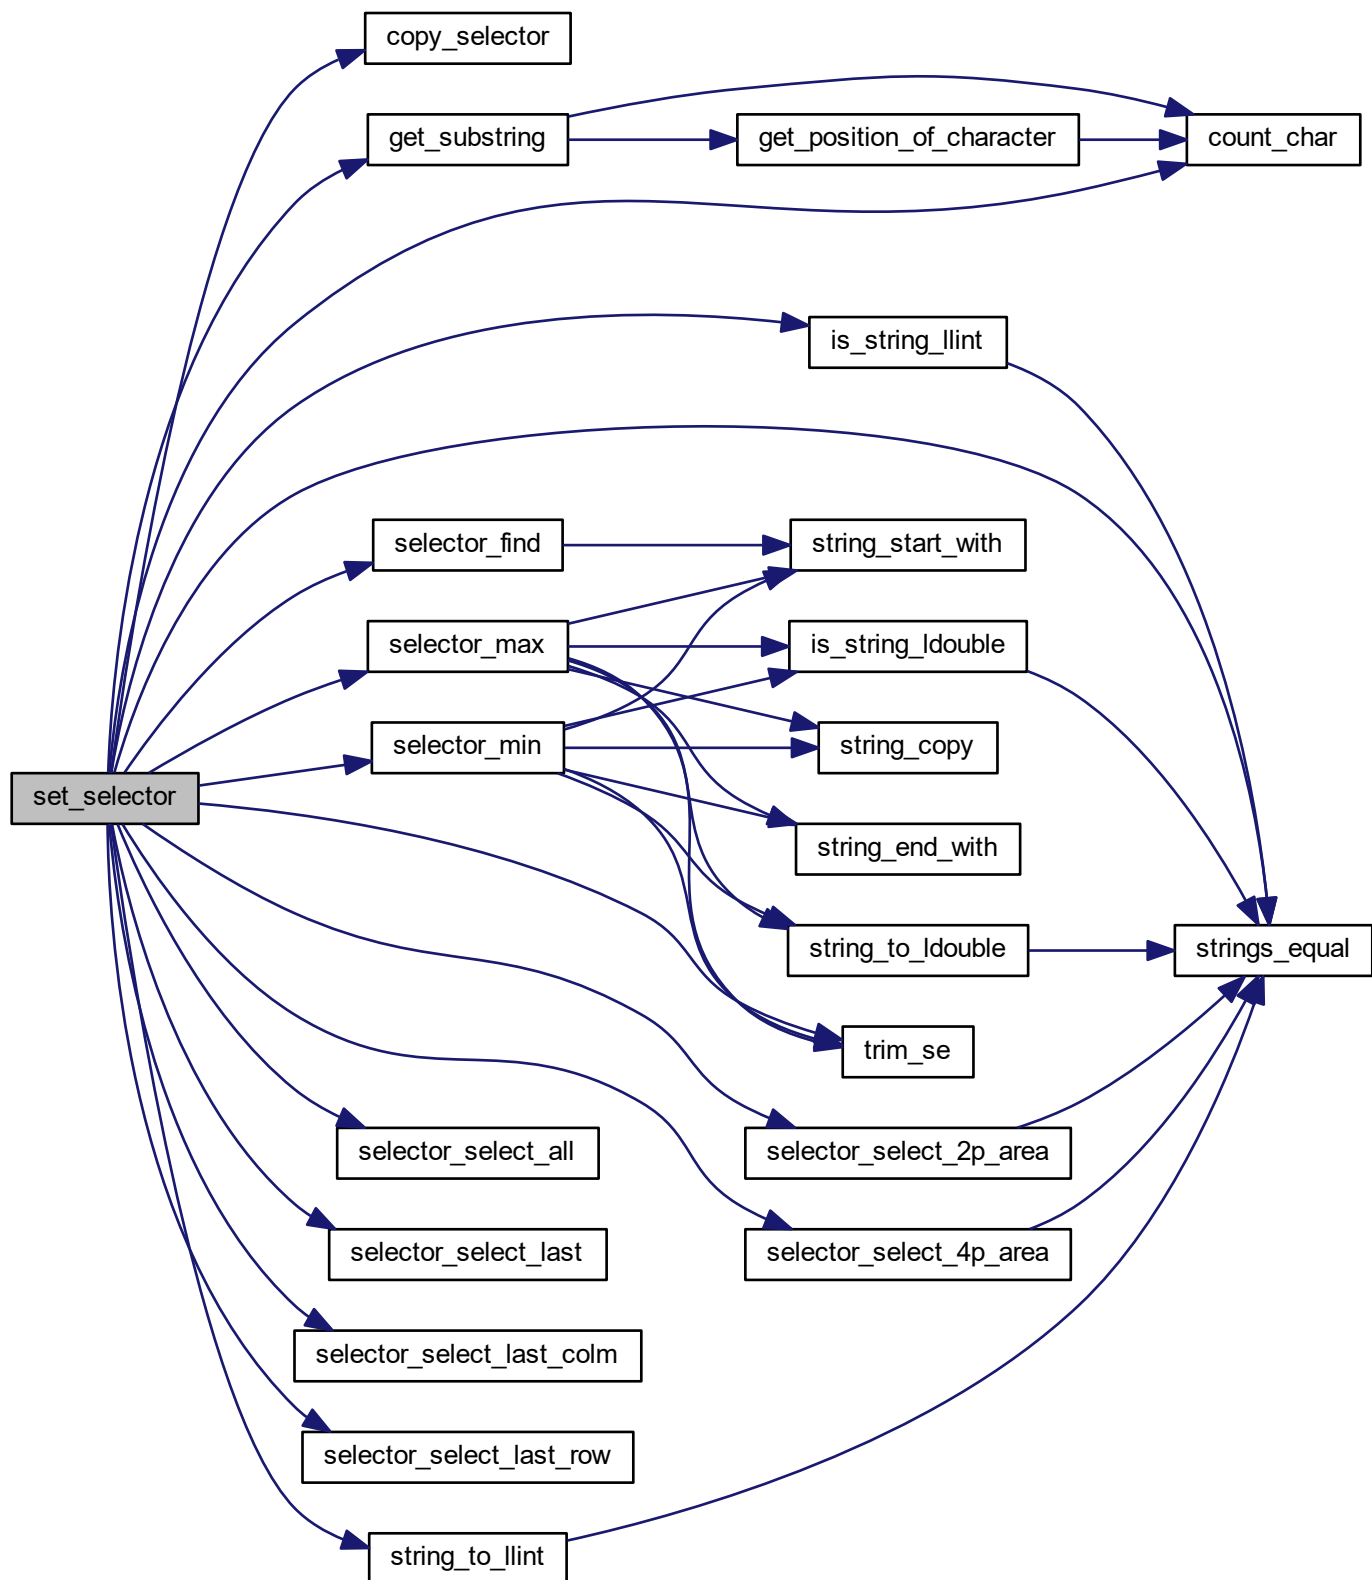 copy_selector
get_substring
get_position_of_character
count_char
is_string_llint
selector_find
string_start_with
selector_max
is_string_ldouble
selector_min
string_copy
set_selector
string_end_with
string_to_ldouble
strings_equal
trim_se
selector_select_all
selector_select_2p_area
selector_select_last
selector_select_4p_area
selector_select_last_colm
selector_select_last_row
string_to_llint